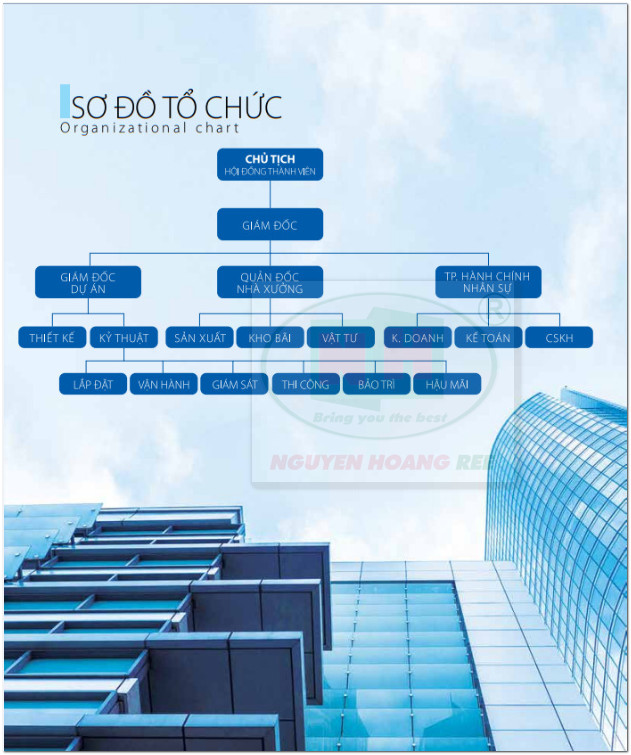 SƠ ĐỒ TỔ CHỨC
Organizational chart
CHỦ TỊCH
HỘI ĐỒNG THÀNH VIÊN
GIÁM ĐỐC
GIÁM ĐỐC
DỰ ÁN
QUẢN ĐỐC
NHÀ XƯỞNG
TP. HÀNH CHÍNH
NHÂN SỰ
THIẾT KẾ
KỸ THUẬT
SẢN XUẤT
KHO BÃI
VẬT TƯ
K. DOANH
KẾ TOÁN
CSKH
LẮP ĐẶT
VẬN HÀNH
GIÁM SÁT
THI CÔNG
BẢO TRÌ
HẬU MÃI
®
Bring you the best
NGUYEN HOANG REE